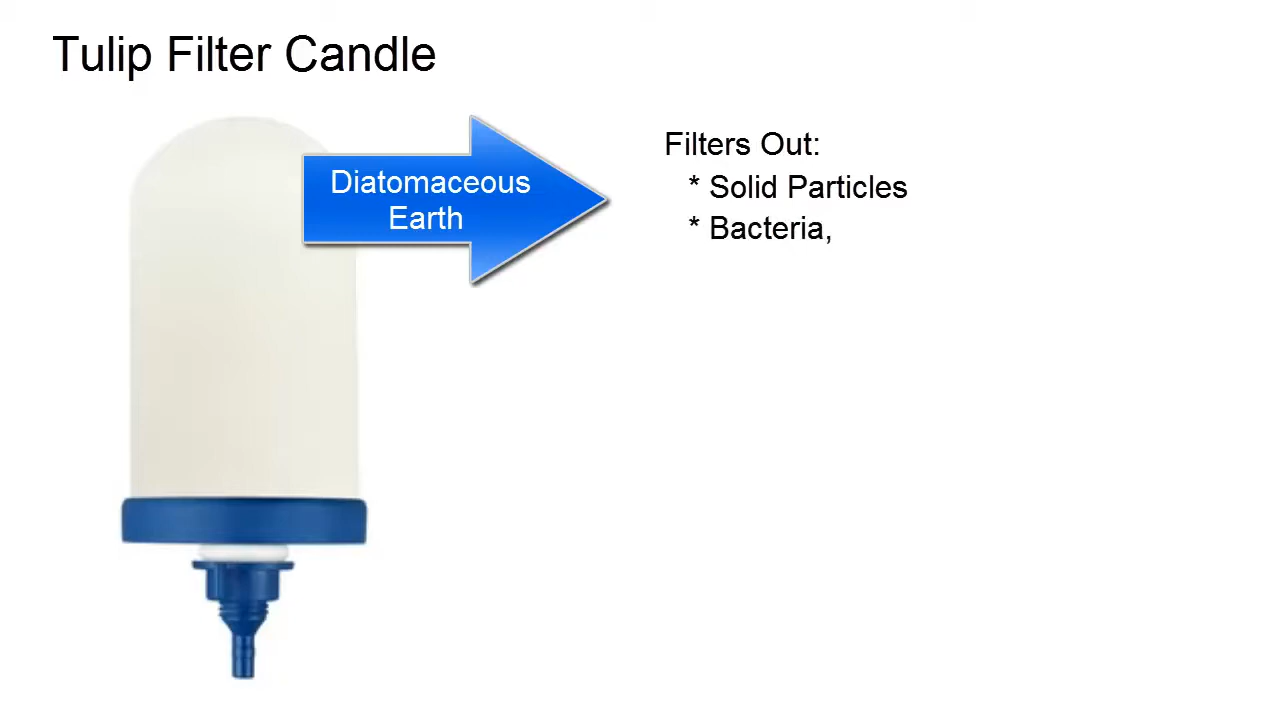 Tulip Filter Candle
Diatomaceous
Earth
Filters Out:
* Solid Particles
* Bacteria,